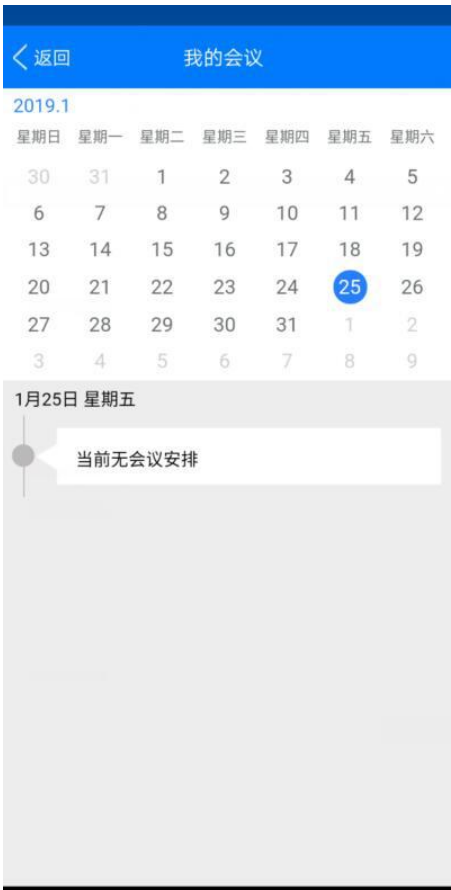 返回 我的会议
2019.1
星期日 星期一 星期二 星期三 星期四 星期五 星期六
30 31 1 2 3 4 5
6 7 8 9 10 11 12
13 14 15 16 17 18 19
20 21 22 23 24 25 26
27 28 29 30 31 1 2
3 4 5 6 7 8 9
1月25日 星期五
当前无会议安排